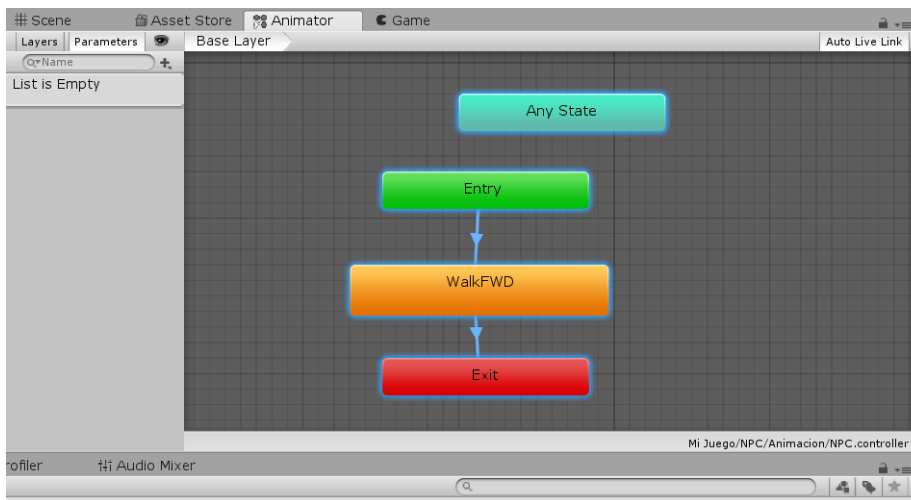 Scene Asset Store Animator Game
Layers Parameters Base Layer Auto Live Link
Name
List is Empty
Any State
Entry
WalkFWD
Exit
Mi Juego/NPC/Animacion/NPC.controller
rofiler Audio Mixer